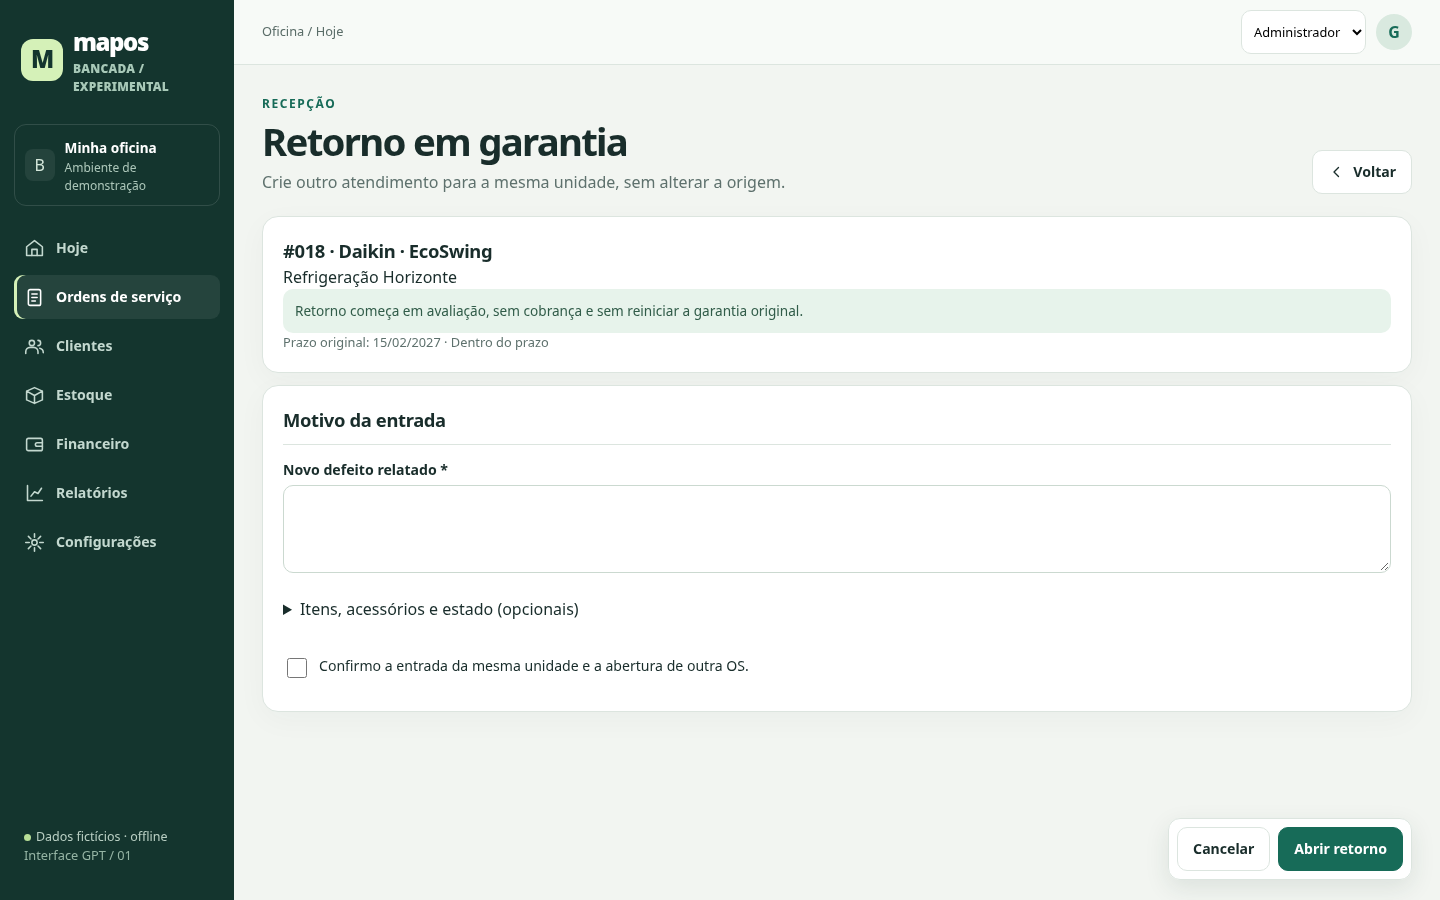 M
mapos
BANCADA /
EXPERIMENTAL
B
Minha oficina
Ambiente de
demonstração
Hoje
Ordens de serviço
Clientes
Estoque
Financeiro
Relatórios
Configurações
Dados fictícios · offline
Interface GPT / 01
Oficina / Hoje
Administrador
G
RECEPÇÃO
Retorno em garantia
Crie outro atendimento para a mesma unidade, sem alterar a origem.
Voltar
#018 · Daikin · EcoSwing
Refrigeração Horizonte
Retorno começa em avaliação, sem cobrança e sem reiniciar a garantia original.
Prazo original: 15/02/2027 · Dentro do prazo
Motivo da entrada
Novo defeito relatado *
Itens, acessórios e estado (opcionais)
Confirmo a entrada da mesma unidade e a abertura de outra OS.
Cancelar
Abrir retorno